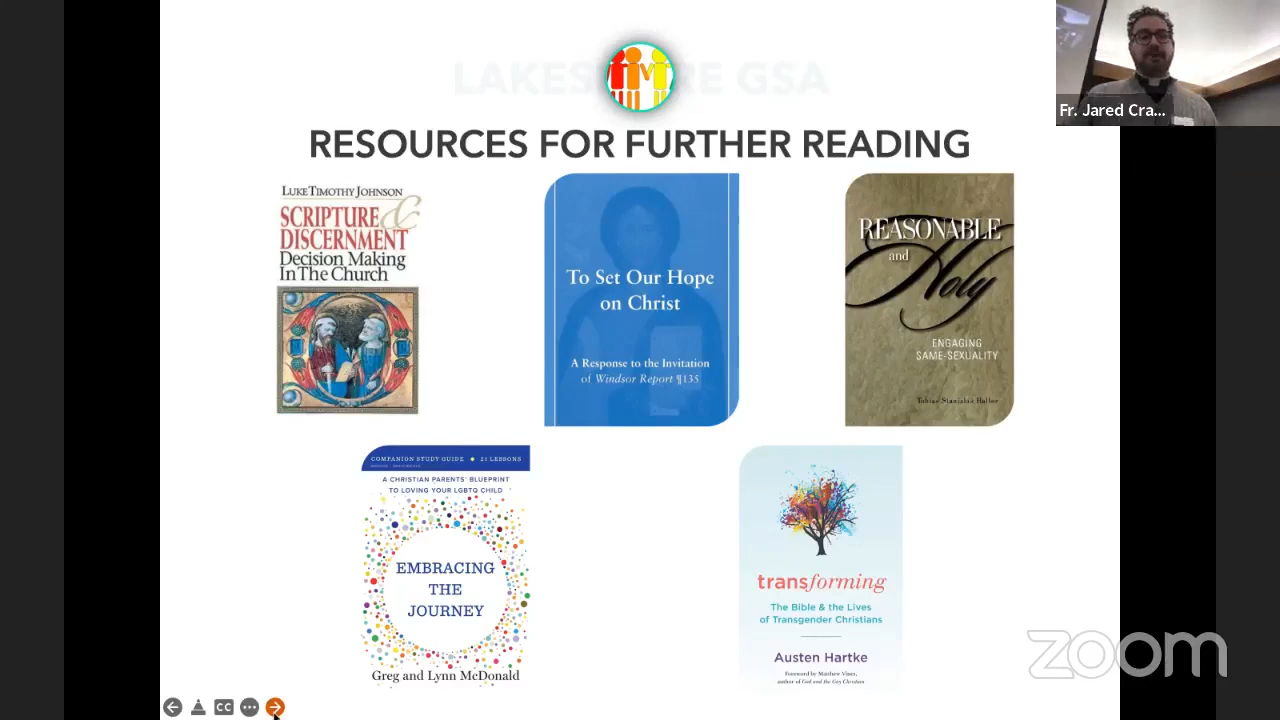 LAKESHORE GSA
RESOURCES FOR FURTHER READING
Fr. Jared Cra...
LUKE TIMOTHY JOHNSON
SCRIPTURE &
DISCERNMENT
Decision Making
In The Church
To Set Our Hope
on Christ
A Response to the Invitation
of Windsor Report ¶135
REASONABLE
and
Holy
ENGAGING
SAME-SEXUALITY
Tobias Stanislas Haller
COMPANION STUDY GUIDE • 21 LESSONS
A CHRISTIAN PARENTS' BLUEPRINT
TO LOVING YOUR LGBTQ CHILD
EMBRACING
THE
JOURNEY
Greg and Lynn McDonald
transforming
The Bible & the Lives
of Transgender Christians
Austen Hartke
Foreword by Matthew Vines,
author of God and the Gay Christian
CC
zoom